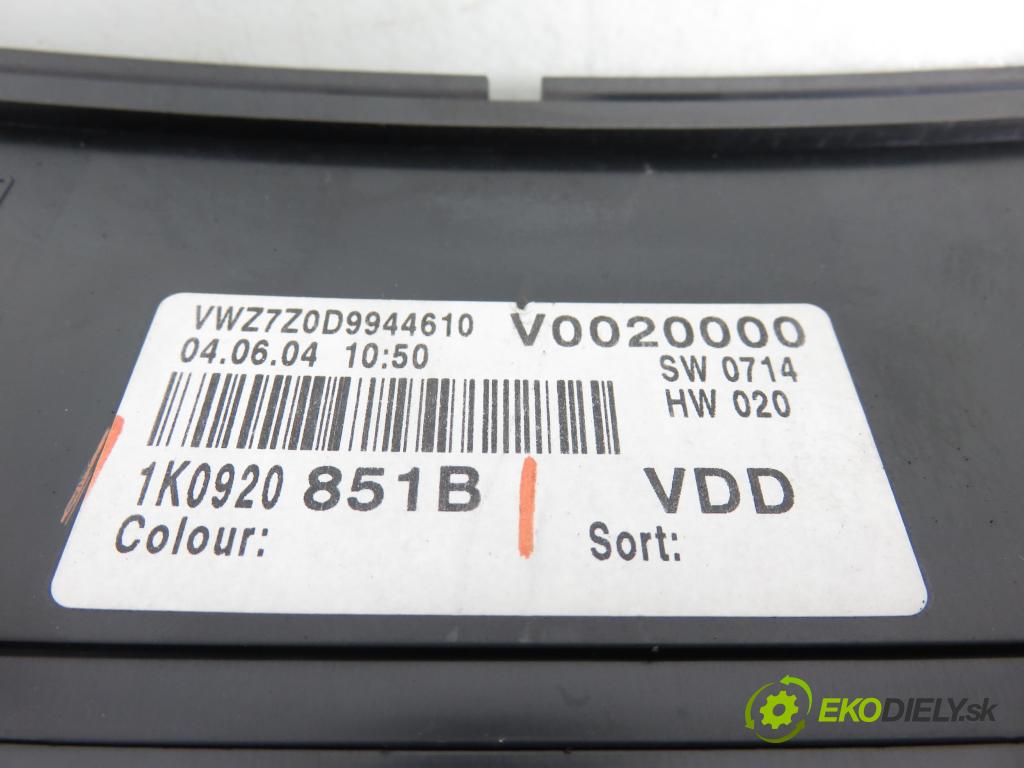 VWZ7Z0D9944610 V0020000
04.06.04 10:50 SW 0714
HW 020
1K0920 851B VDD
Colour: Sort:
EKODIELY.sk